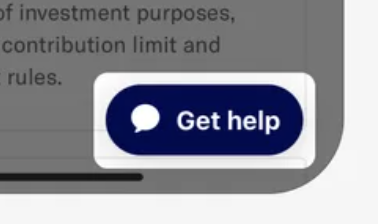 of investment purposes,
contribution limit and
rules.
Get help